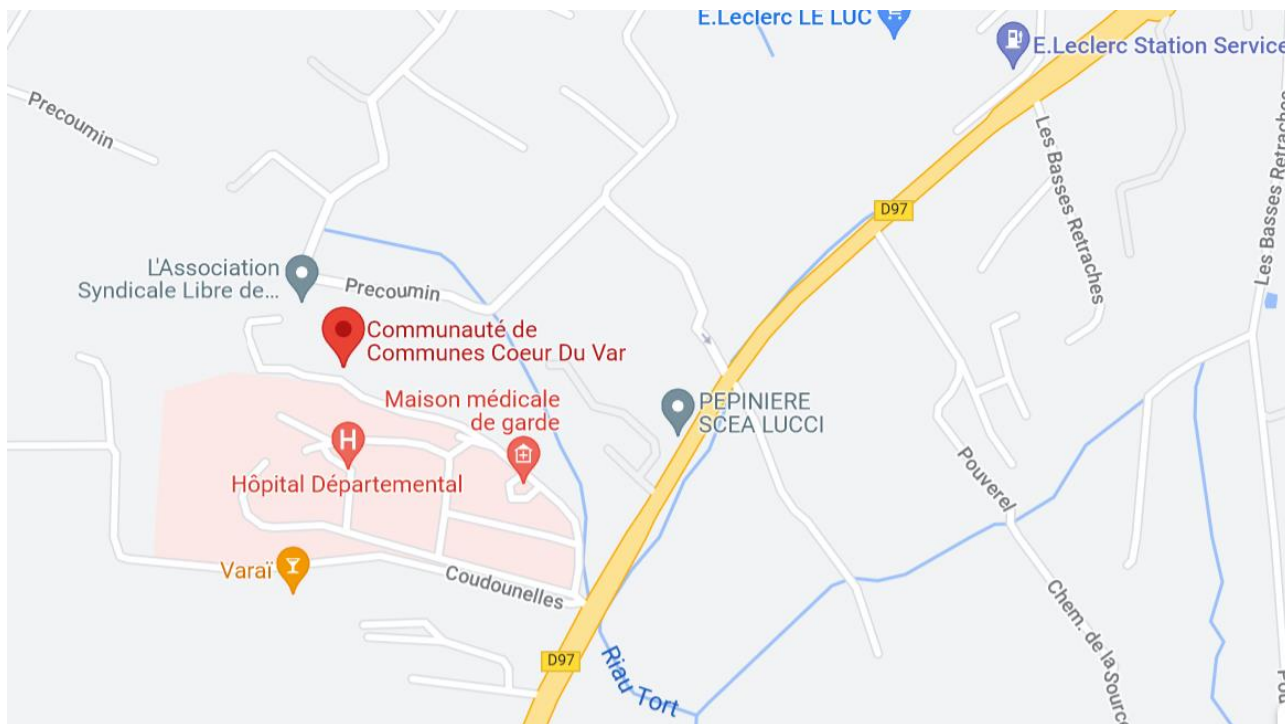 E.Leclerc LE LUC
E.Leclerc Station Service
Precoumin
Les Basses Retraches
Les Basses Retraches
D97
L'Association
Syndicale Libre de...
Precoumin
Communauté de
Communes Coeur Du Var
Maison médicale
de garde
PEPINIERE
SCEA LUCCI
H
Hôpital Départemental
Pouverel
Varaï
Coudounelles
Chem. de la Source
D97
Riau Tort